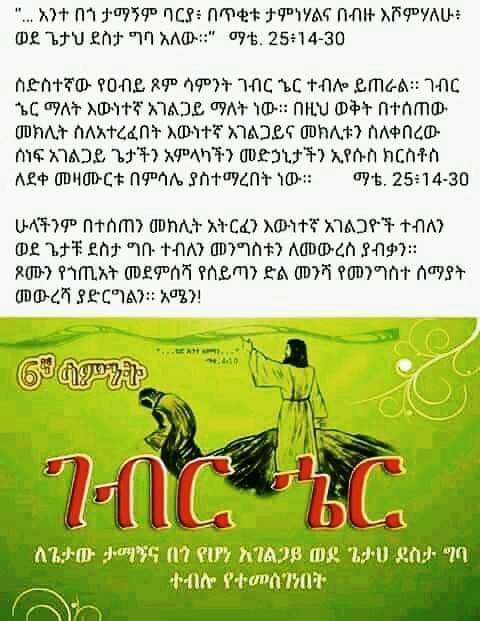 "... አንተ በጎ ታማኝም ባርያ፥ በጥቂቱ ታምነሃልና በብዙ እሾምሃለሁ፥
ወደ ጌታህ ደስታ ግባ አለው።" ማቴ. 25፥14-30
ስድስተኛው የዐብይ ጾም ሳምንት ገብር ኄር ተብሎ ይጠራል። ገብር
ኄር ማለት እውነተኛ አገልጋይ ማለት ነው። በዚህ ወቅት በተሰጠው
መክሊት ስለአተረፈበት እውነተኛ አገልጋይና መክሊቱን ስለቀበረው
ሰነፍ አገልጋይ ጌታችን አምላካችን መድኃኒታችን ኢየሱስ ክርስቶስ
ለደቀ መዛሙርቱ በምሳሌ ያስተማረበት ነው። ማቴ. 25፥14-30
ሁላችንም በተሰጠን መክሊት አትርፈን እውነተኛ አገልጋዮች ተብለን
ወደ ጌታቹ ደስታ ግቡ ተብለን መንግስቱን ለመውረስ ያብቃን።
ጾሙን የኀጢአት መደምሰሻ የሰይጣን ድል መንሻ የመንግስተ ሰማያት
መውረሻ ያድርግልን። አሜን!
6ኛ ሳምንት
ገብር ኄር
ለጌታው ታማኝና በጎ የሆነ አገልጋይ ወደ ጌታህ ደስታ ግባ
ተብሎ የተመሰገነበት